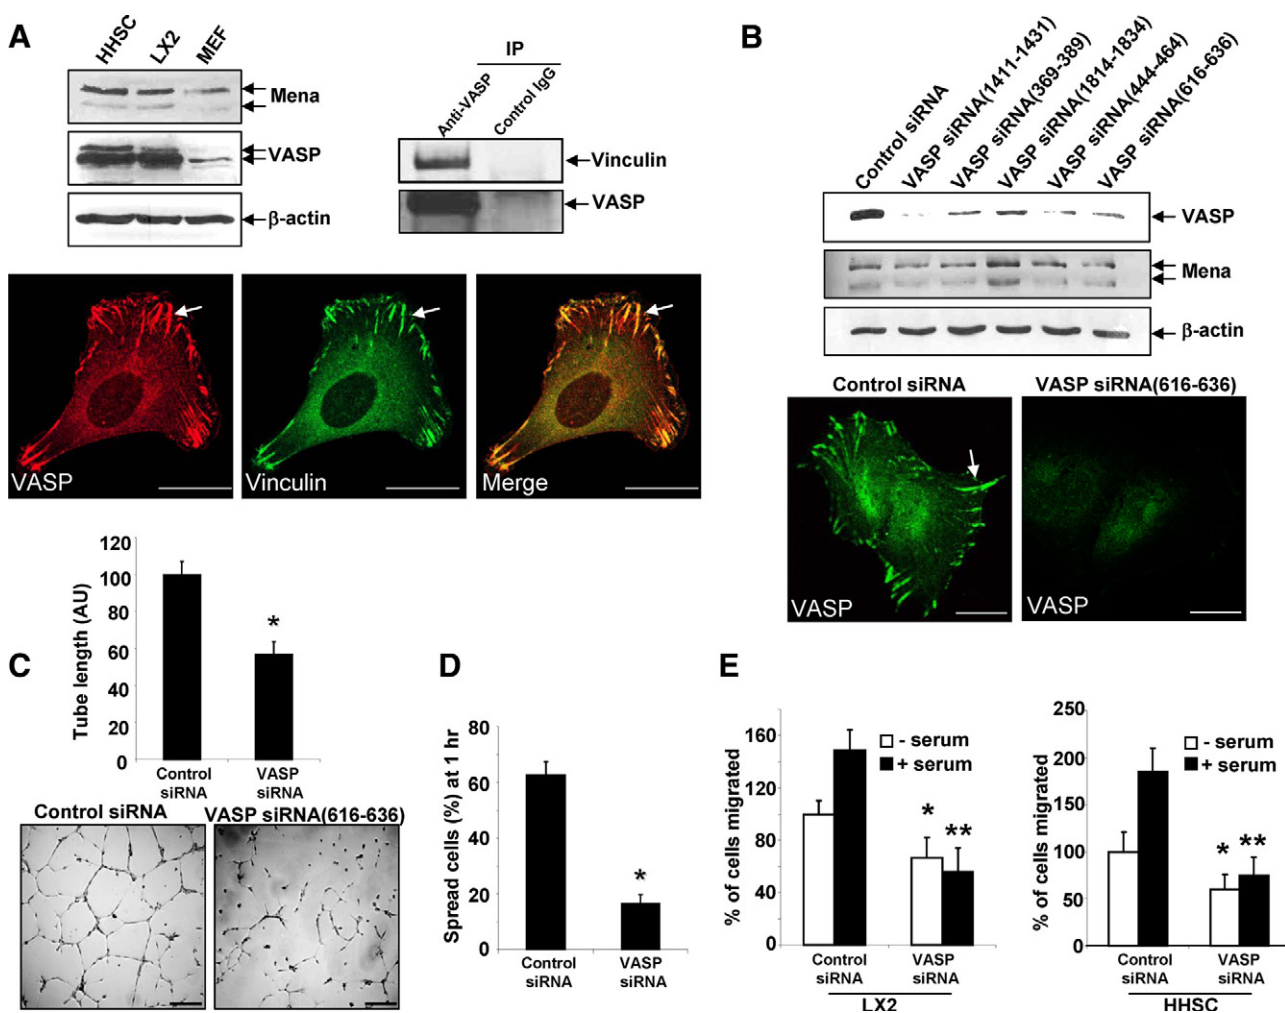 A
HHSC
LX2
MEF
Mena
VASP
β-actin
IP
Anti-VASP
Control IgG
Vinculin
VASP
VASP
Vinculin
Merge
B
Control siRNA
VASP siRNA(1411-1431)
VASP siRNA(369-389)
VASP siRNA(1814-1834)
VASP siRNA(444-464)
VASP siRNA(616-636)
VASP
Mena
β-actin
Control siRNA
VASP siRNA(616-636)
VASP
VASP
C
Tube length (AU)
120
100
80
60
40
20
0
*
Control
siRNA
VASP
siRNA
Control siRNA
VASP siRNA(616-636)
D
Spread cells (%) at 1 hr
80
60
40
20
0
*
Control
siRNA
VASP
siRNA
E
% of cells migrated
160
120
80
40
0
- serum
+ serum
*
**
Control
siRNA
VASP
siRNA
LX2
% of cells migrated
250
200
150
100
50
0
- serum
+ serum
*
**
Control
siRNA
VASP
siRNA
HHSC